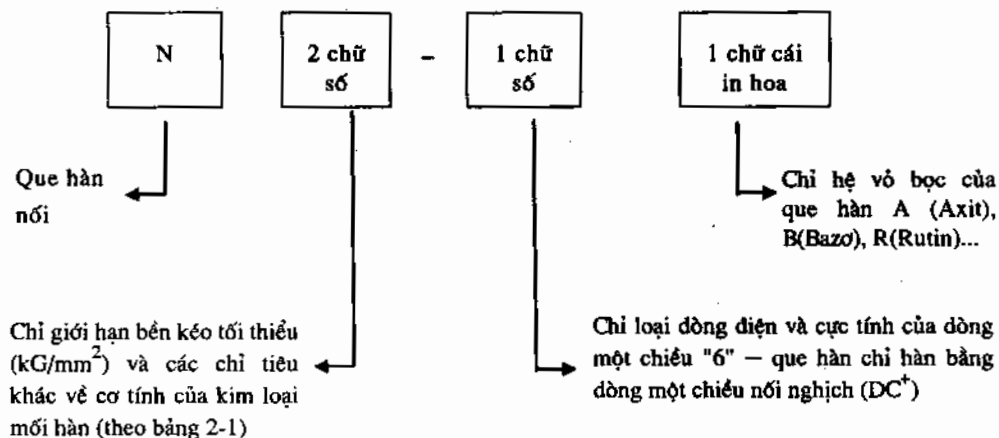 N
2 chữ
số
–
1 chữ
số
1 chữ cái
in hoa
Que hàn
nối
Chỉ hệ vỏ bọc của
que hàn A (Axit),
B(Bazơ), R(Rutin)...
Chỉ giới hạn bền kéo tối thiểu
(kG/mm²) và các chỉ tiêu
khác về cơ tính của kim loại
mối hàn (theo bảng 2-1)
Chỉ loại dòng điện và cực tính của dòng
một chiều "6" – que hàn chỉ hàn bằng
dòng một chiều nối nghịch (DC⁺)